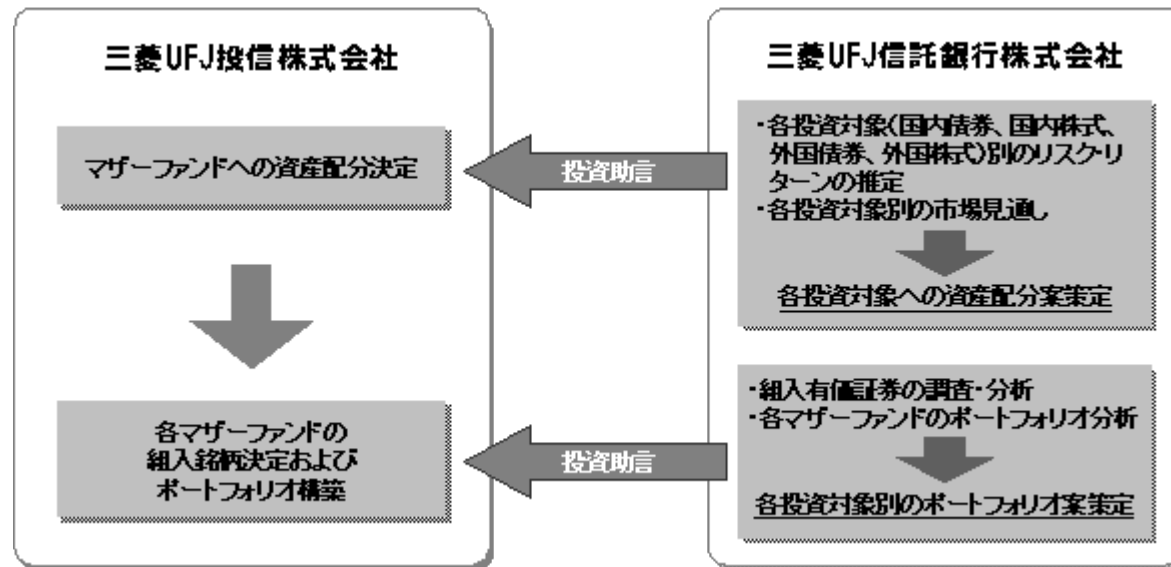 三菱UFJ投信株式会社
マザーファンドへの資産配分決定
各マザーファンドの
組入銘柄決定および
ポートフォリオ構築
投資助言
投資助言
三菱UFJ信託銀行株式会社
・各投資対象(国内債券、国内株式、
外国債券、外国株式)別のリスク・リ
ターンの推定
・各投資対象別の市場見通し
各投資対象への資産配分案策定
・組入有価証券の調査・分析
・各マザーファンドのポートフォリオ分析
各投資対象別のポートフォリオ案策定